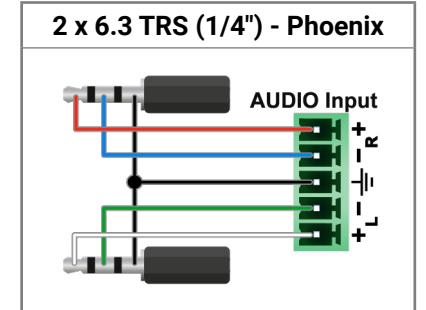 2 x 6.3 TRS (1/4") - Phoenix
AUDIO Input
+
R
−
−
L
+